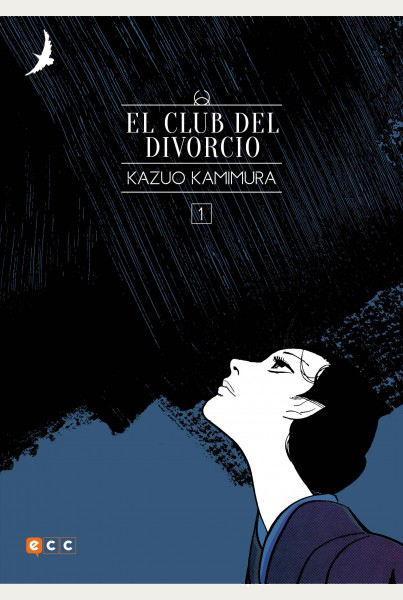 EL CLUB DEL
DIVORCIO
KAZUO KAMIMURA
1
ecc